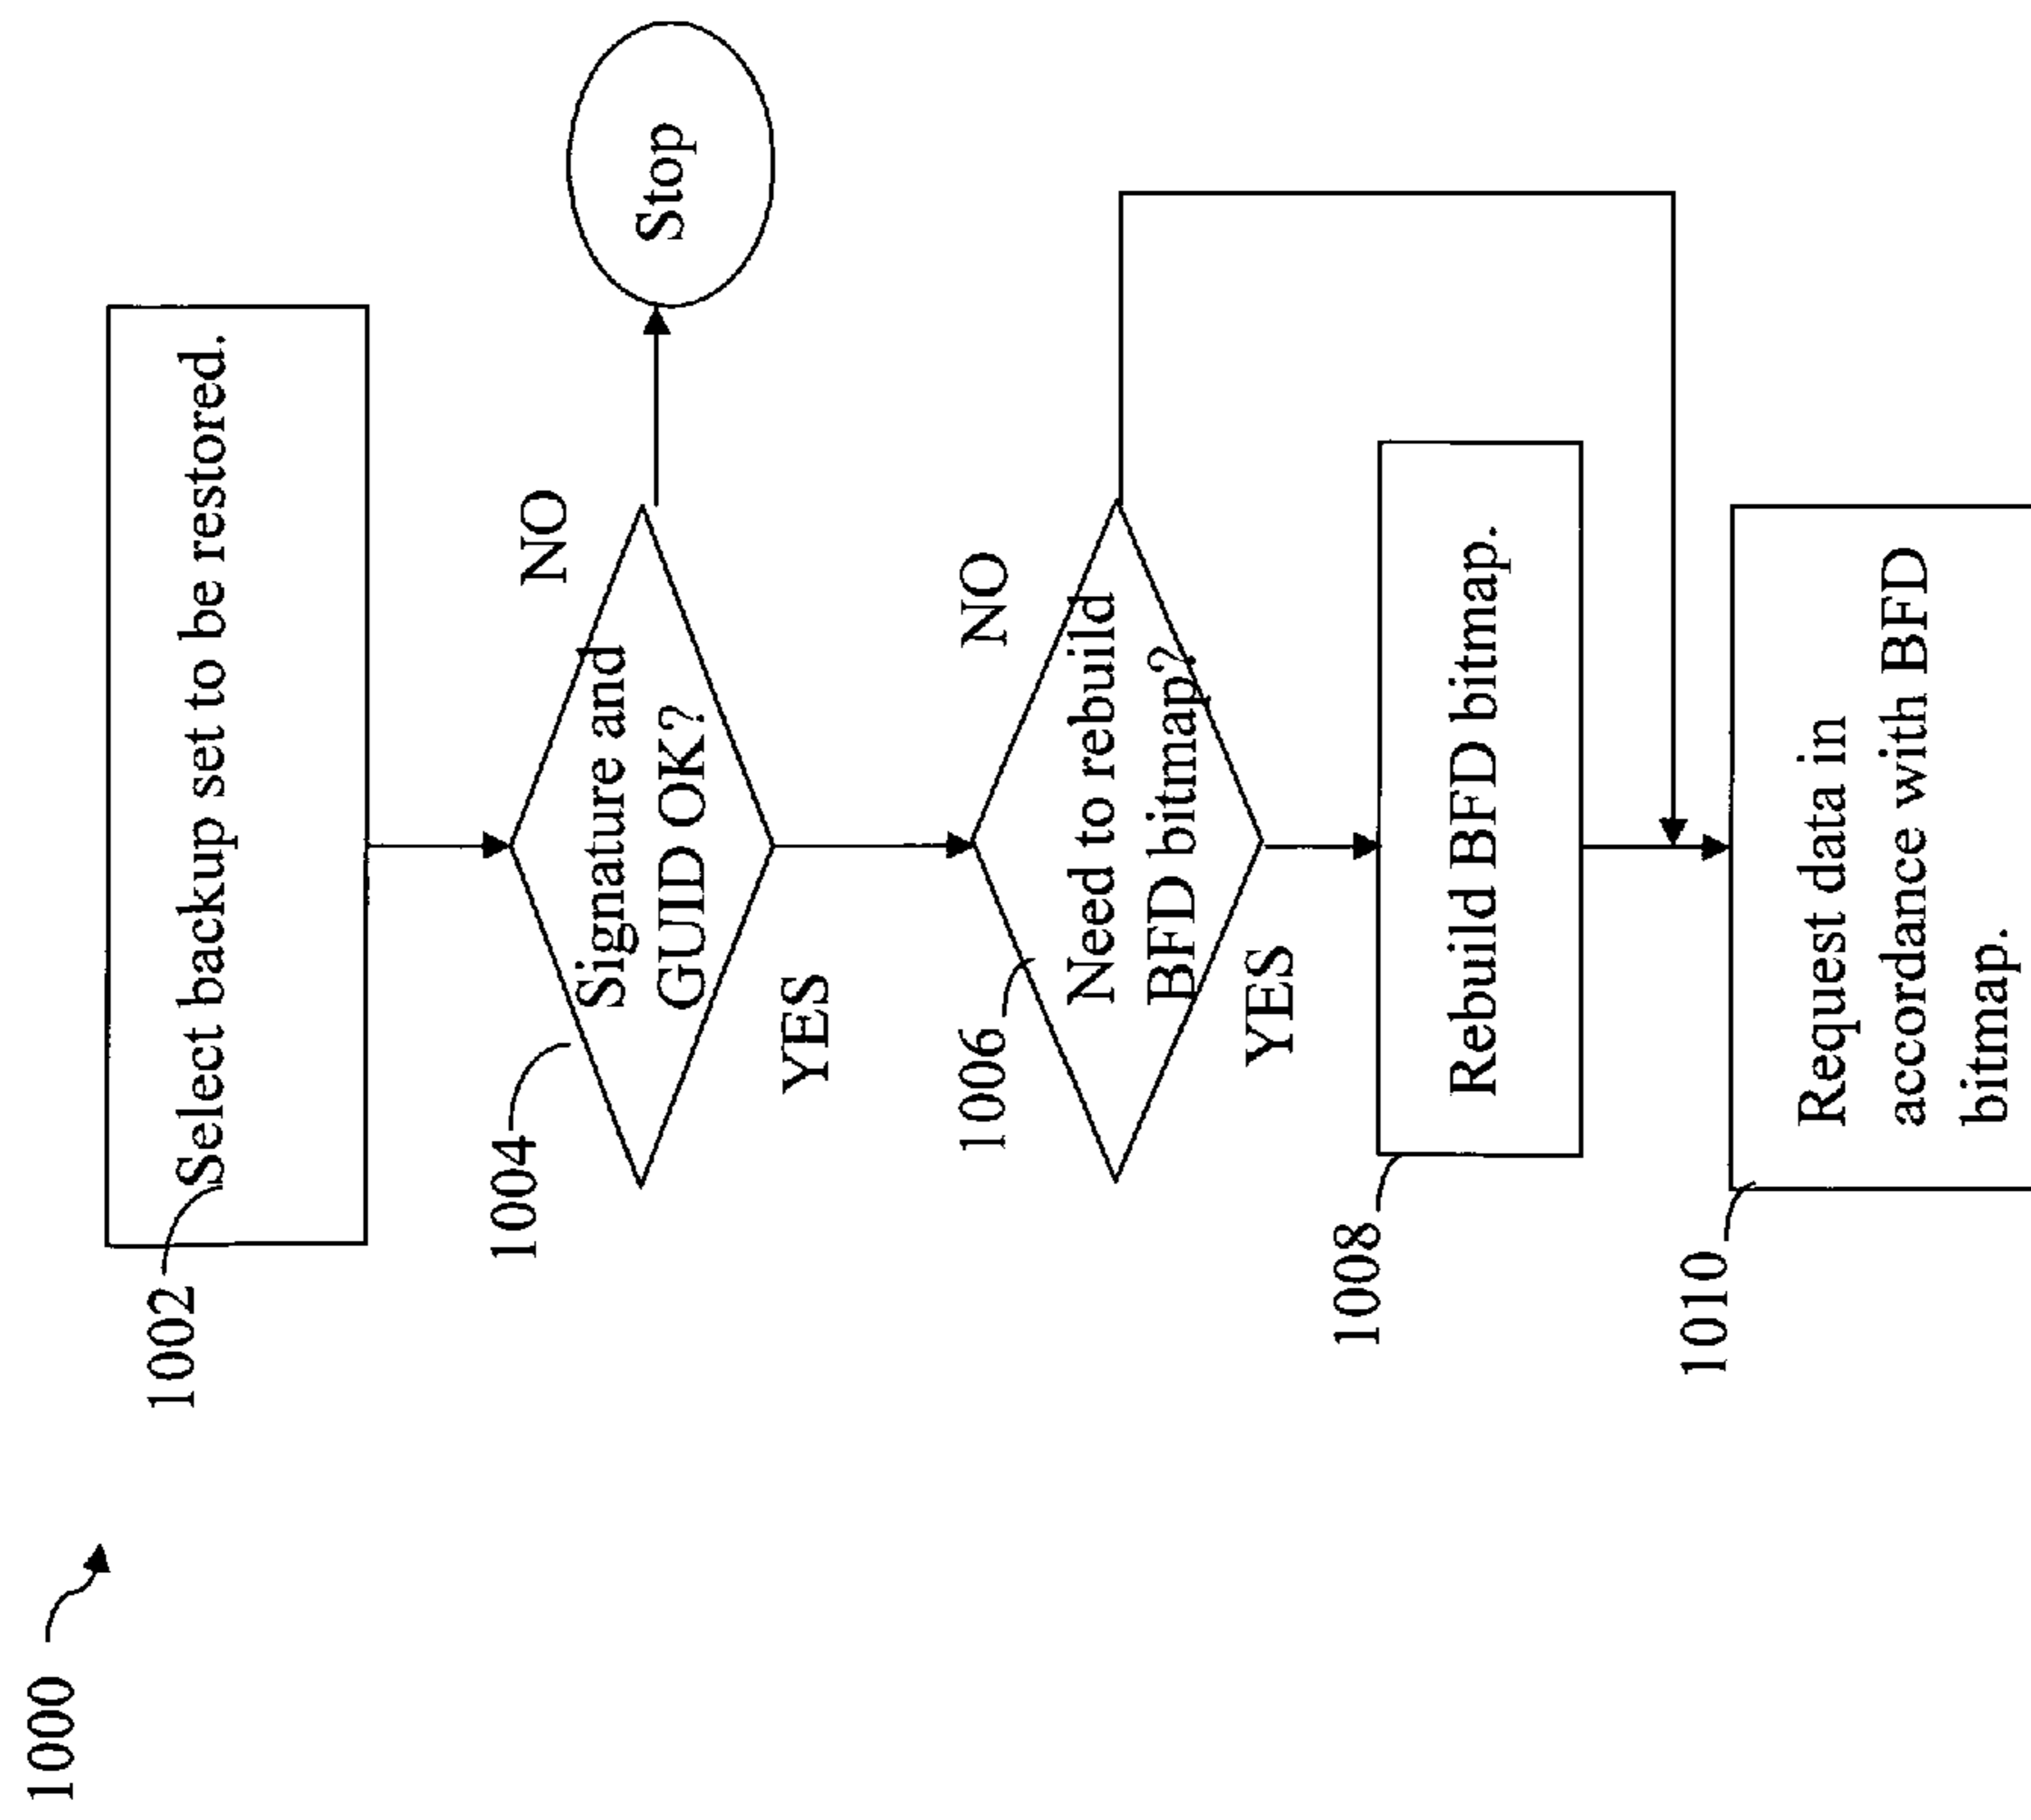 1000
1002
Select backup set to be restored.
1004
Signature and
GUID OK?
NO
Stop
YES
1006
Need to rebuild
BFD bitmap?
NO
YES
1008
Rebuild BFD bitmap.
1010
Request data in
accordance with BFD
bitmap.